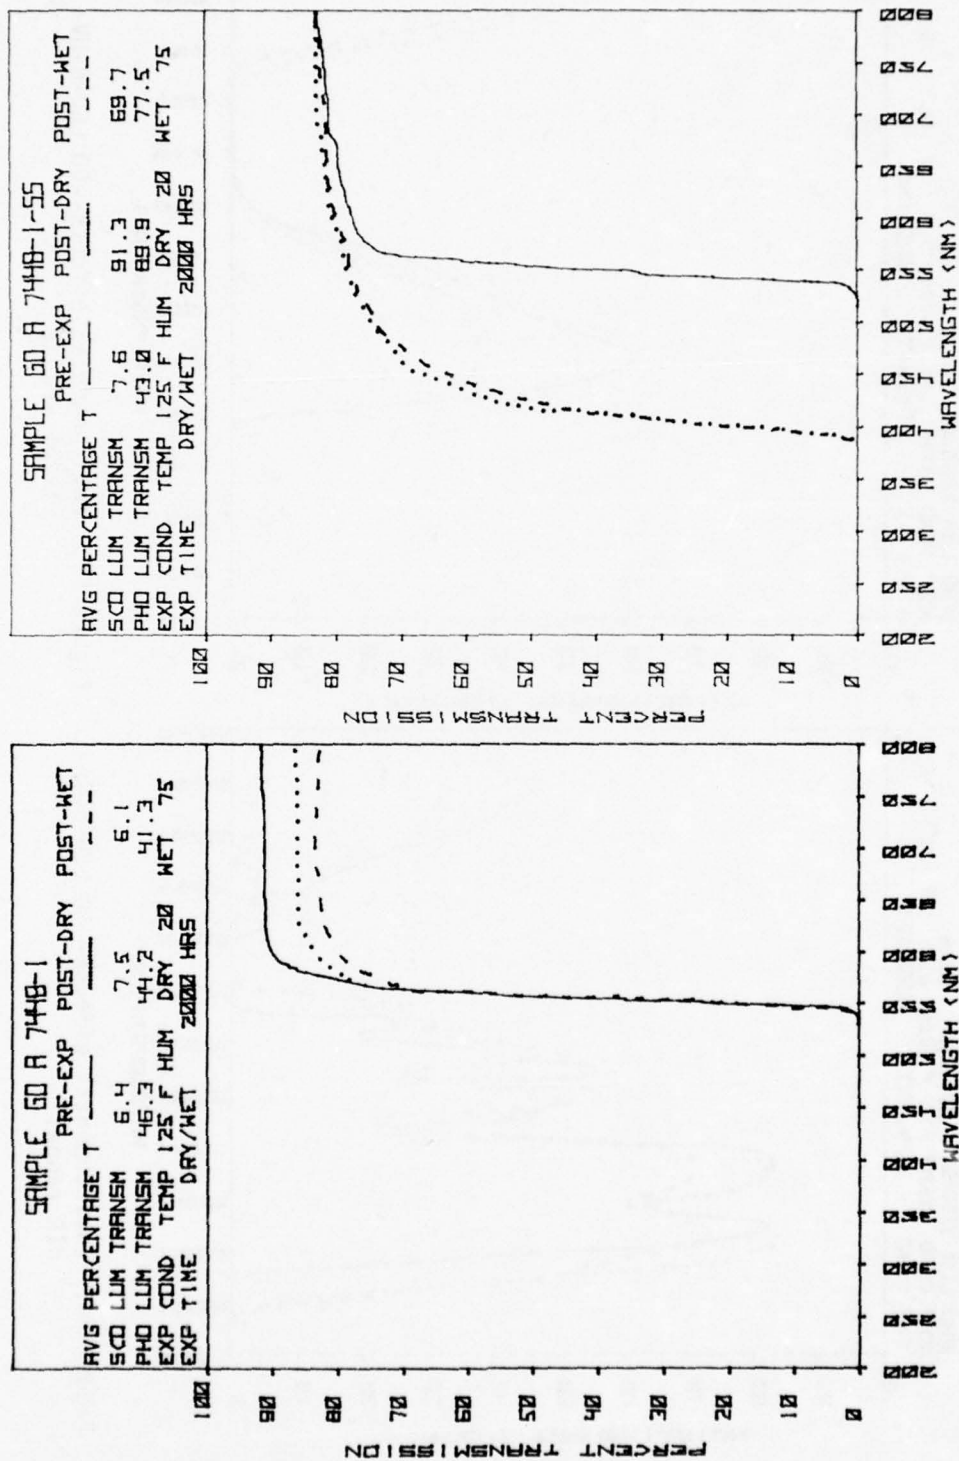 SAMPLE GO A 7448-1
PRE-EXP POST-DRY POST-WET
AVG PERCENTAGE T
SCO LUM TRANSM 6.4 7.5 6.1
PHO LUM TRANSM 46.3 44.2 41.3
EXP COND TEMP 125 F HUM DRY 20 WET 75
EXP TIME DRY/WET 2000 HRS
100
90
80
70
60
50
40
30
20
10
0
PERCENT TRANSMISSION
200 250 300 350 400 450 500 550 600 650 700 750 800
WAVELENGTH (NM)
SAMPLE GO A 7448-1-SS
PRE-EXP POST-DRY POST-WET
AVG PERCENTAGE T
SCO LUM TRANSM 7.6 91.3 69.7
PHO LUM TRANSM 43.0 89.9 77.5
EXP COND TEMP 125 F HUM DRY 20 WET 75
EXP TIME DRY/WET 2000 HRS
100
90
80
70
60
50
40
30
20
10
0
PERCENT TRANSMISSION
200 250 300 350 400 450 500 550 600 650 700 750 800
WAVELENGTH (NM)